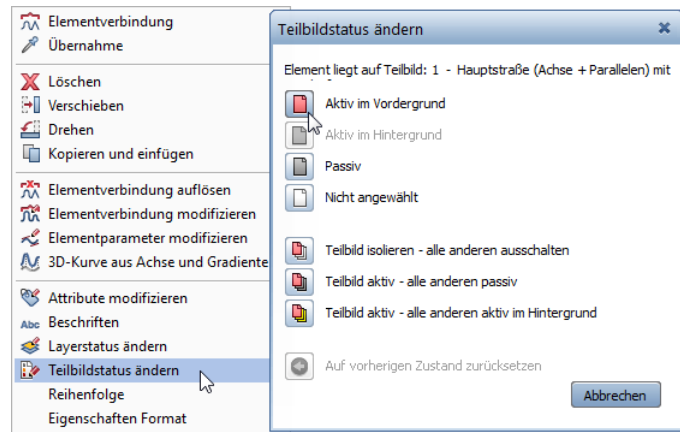 Elementverbindung
Übernahme
Löschen
Verschieben
Drehen
Kopieren und einfügen
Elementverbindung auflösen
Elementverbindung modifizieren
Elementparameter modifizieren
3D-Kurve aus Achse und Gradiente
Attribute modifizieren
Abc Beschriften
Layerstatus ändern
Teilbildstatus ändern
Reihenfolge
Eigenschaften Format
Teilbildstatus ändern
Element liegt auf Teilbild: 1 - Hauptstraße (Achse + Parallelen) mit
Aktiv im Vordergrund
Aktiv im Hintergrund
Passiv
Nicht angewählt
Teilbild isolieren - alle anderen ausschalten
Teilbild aktiv - alle anderen passiv
Teilbild aktiv - alle anderen aktiv im Hintergrund
Auf vorherigen Zustand zurücksetzen
Abbrechen